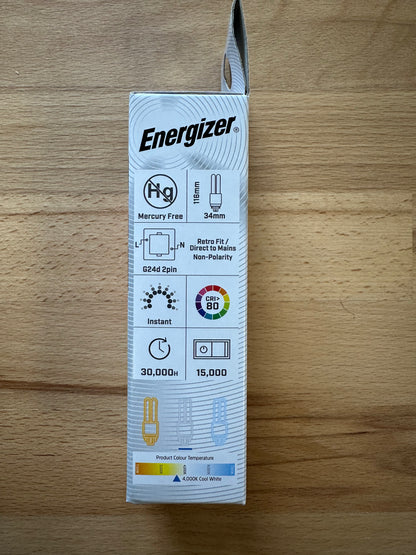 Energizer®
Hg
Mercury Free
116mm
34mm
L
N
G24d 2pin
Retro Fit /
Direct to Mains
Non-Polarity
Instant
CRI>
80
30,000H
15,000
Product Colour Temperature
4,000K Cool White